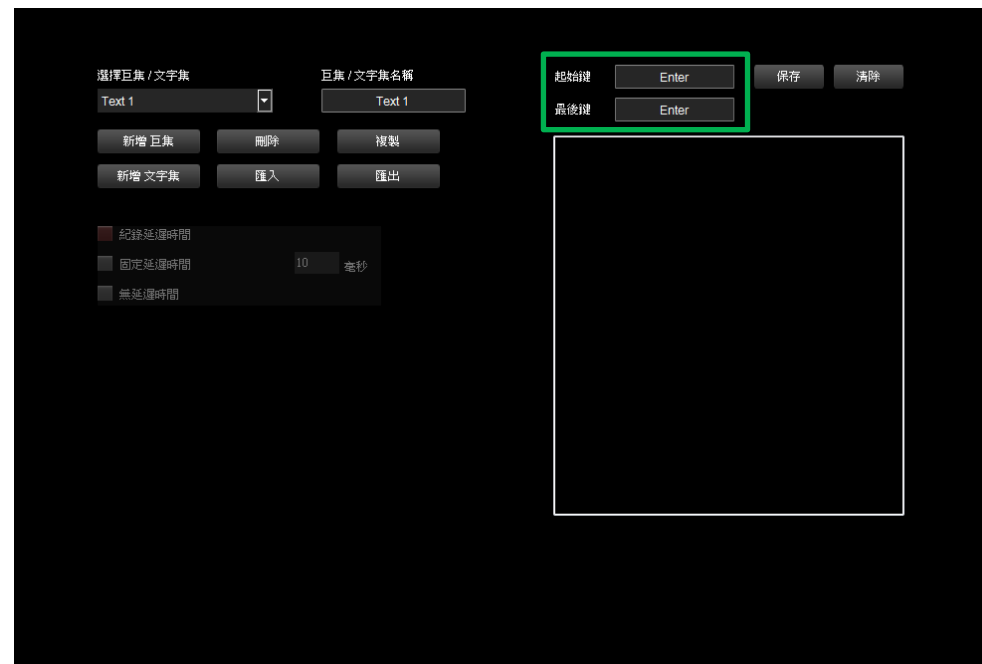 選擇巨集 / 文字集
巨集 / 文字集名稱
Text 1
Text 1
新增 巨集
刪除
複製
新增 文字集
匯入
匯出
紀錄延遲時間
固定延遲時間
10
毫秒
無延遲時間
起始鍵
Enter
保存
清除
最後鍵
Enter